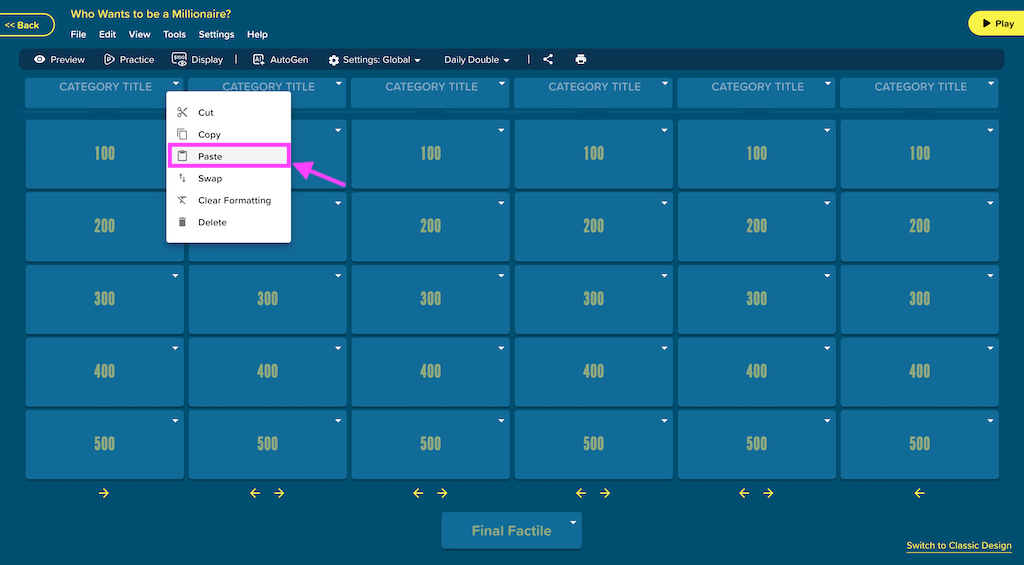 << Back
Who Wants to be a Millionaire?
File Edit View Tools Settings Help
Play
Preview Practice $100 Display | AutoGen Settings: Global Daily Double |
CATEGORY TITLE CATEGORY TITLE CATEGORY TITLE CATEGORY TITLE CATEGORY TITLE CATEGORY TITLE
Cut
Copy
Paste
Swap
Clear Formatting
Delete
100 100 100 100 100
200 200 200 200 200
300 300 300 300 300 300
400 400 400 400 400 400
500 500 500 500 500 500
Final Factile
Switch to Classic Design